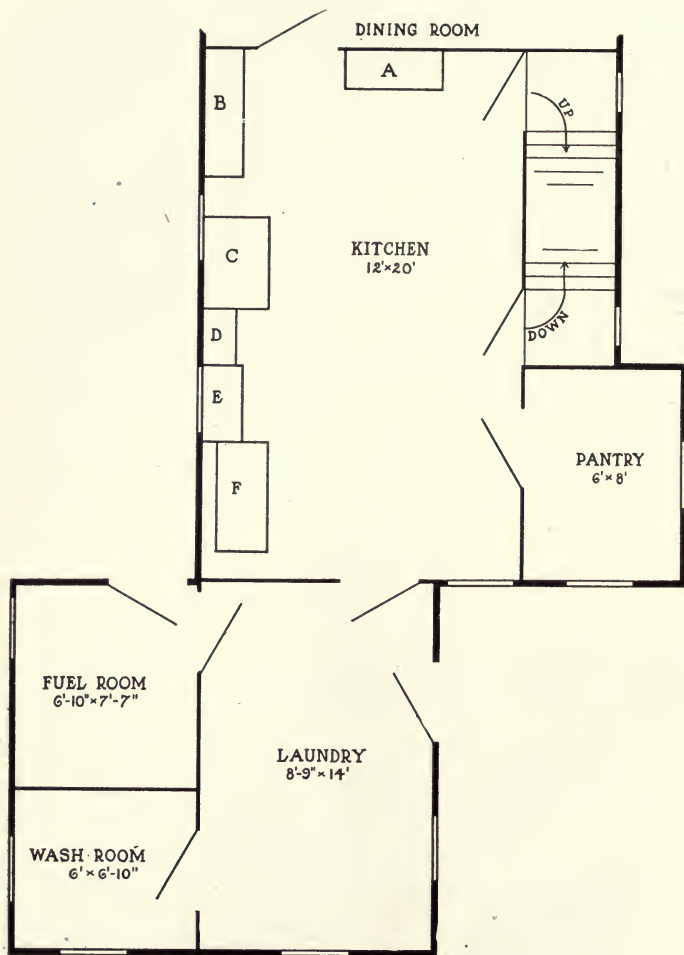 DINING ROOM
A
B
UP
C
KITCHEN
12'×20'
D
DOWN
E
F
PANTRY
6'×8'
FUEL ROOM
6'-10"×7'-7"
LAUNDRY
8'-9"×14'
WASH ROOM
6'×6'-10"